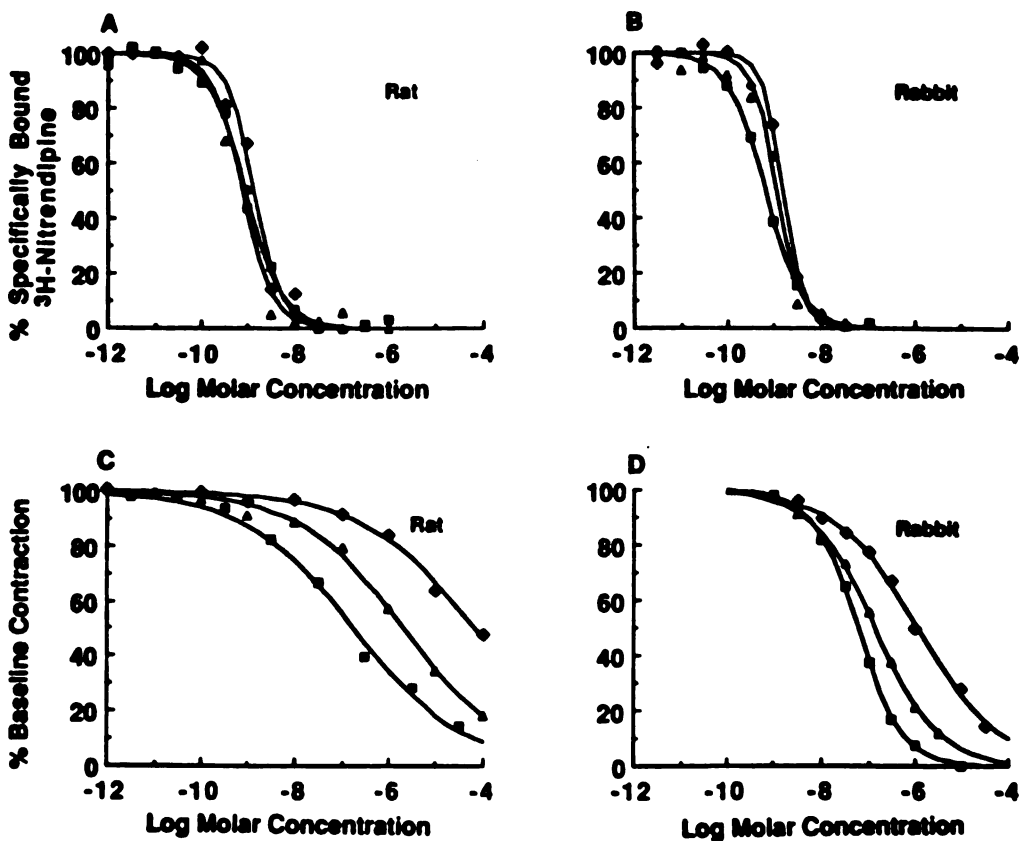 A
% Specifically Bound
3H-Nitrendipine
100
80
60
40
20
0
Rat
-12
-10
-8
-6
-4
Log Molar Concentration
B
100
80
60
40
20
0
Rabbit
-12
-10
-8
-6
-4
Log Molar Concentration
C
% Baseline Contraction
100
80
60
40
20
0
Rat
-12
-10
-8
-6
-4
Log Molar Concentration
D
100
80
60
40
20
0
Rabbit
-12
-10
-8
-6
-4
Log Molar Concentration